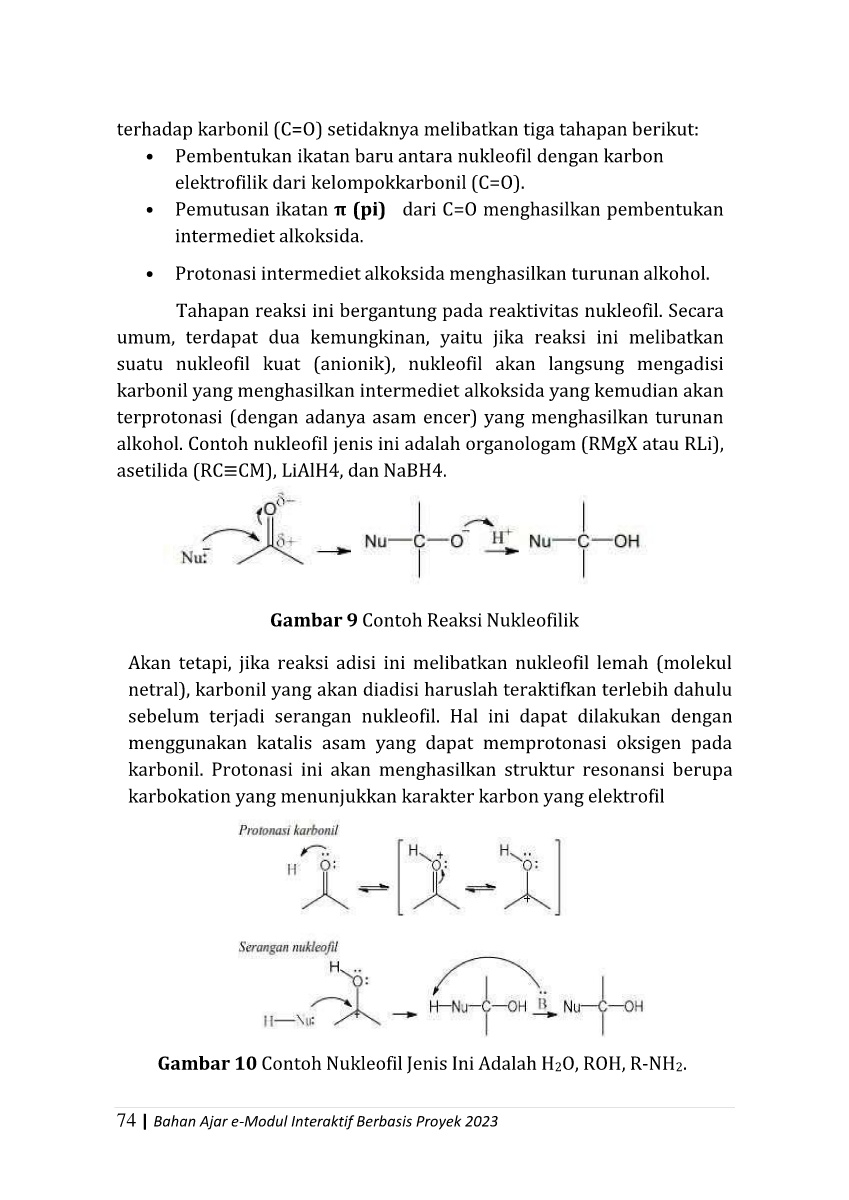 terhadap karbonil (C=O) setidaknya melibatkan tiga tahapan berikut:
• Pembentukan ikatan baru antara nukleofil dengan karbon
elektrofilik dari kelompokkarbonil (C=O).
• Pemutusan ikatan π (pi) dari C=O menghasilkan pembentukan
intermediet alkoksida.
• Protonasi intermediet alkoksida menghasilkan turunan alkohol.
Tahapan reaksi ini bergantung pada reaktivitas nukleofil. Secara
umum, terdapat dua kemungkinan, yaitu jika reaksi ini melibatkan
suatu nukleofil kuat (anionik), nukleofil akan langsung mengadisi
karbonil yang menghasilkan intermediet alkoksida yang kemudian akan
terprotonasi (dengan adanya asam encer) yang menghasilkan turunan
alkohol. Contoh nukleofil jenis ini adalah organologam (RMgX atau RLi),
asetilida (RC≡CM), LiAlH4, dan NaBH4.
O δ−
Nu:⁻ δ+ Nu—C—O⁻ H⁺ Nu—C—OH
Gambar 9 Contoh Reaksi Nukleofilik
Akan tetapi, jika reaksi adisi ini melibatkan nukleofil lemah (molekul
netral), karbonil yang akan diadisi haruslah teraktifkan terlebih dahulu
sebelum terjadi serangan nukleofil. Hal ini dapat dilakukan dengan
menggunakan katalis asam yang dapat memprotonasi oksigen pada
karbonil. Protonasi ini akan menghasilkan struktur resonansi berupa
karbokation yang menunjukkan karakter karbon yang elektrofil
Protonasi karbonil
H O: H O: + H O: +
Serangan nukleofil
H O:
H—Nu: + H—Nu—C—OH B Nu—C—OH
Gambar 10 Contoh Nukleofil Jenis Ini Adalah H₂O, ROH, R-NH₂.
74 | Bahan Ajar e-Modul Interaktif Berbasis Proyek 2023